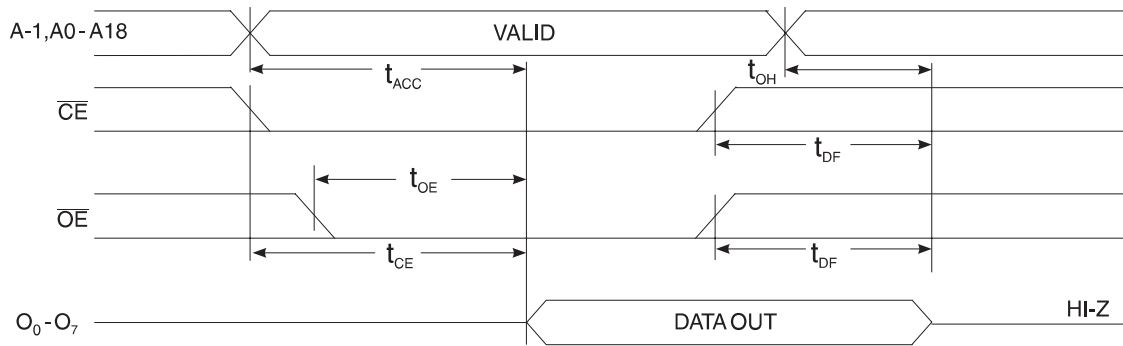 A-1,A0-A18 VALID
tACC tOH
CE
tDF
tOE
OE
tCE tDF
O0-O7 DATA OUT HI-Z